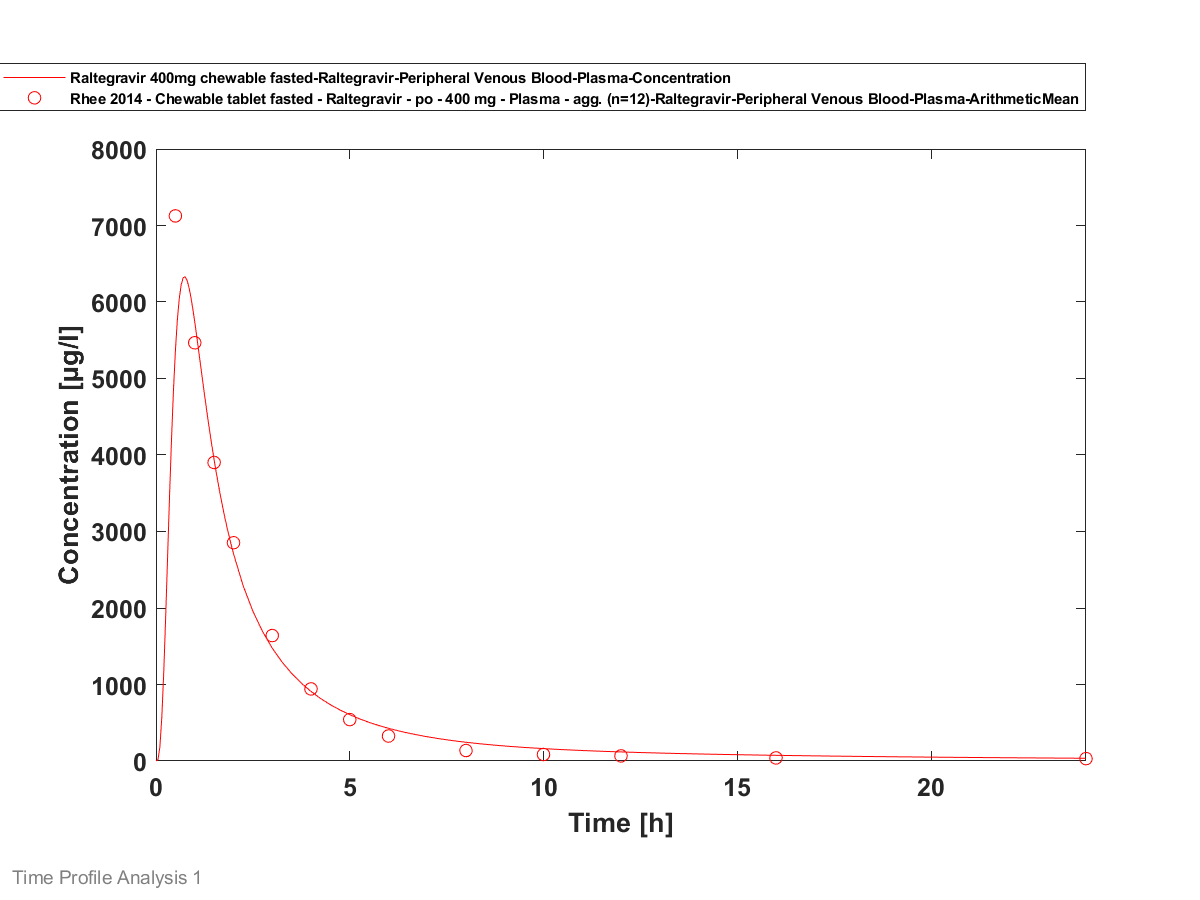 Raltegravir 400mg chewable fasted-Raltegravir-Peripheral Venous Blood-Plasma-Concentration
Rhee 2014 - Chewable tablet fasted - Raltegravir - po - 400 mg - Plasma - agg. (n=12)-Raltegravir-Peripheral Venous Blood-Plasma-ArithmeticMean
8000
7000
6000
5000
4000
3000
2000
1000
0
Concentration [µg/l]
0 5 10 15 20
Time [h]
Time Profile Analysis 1